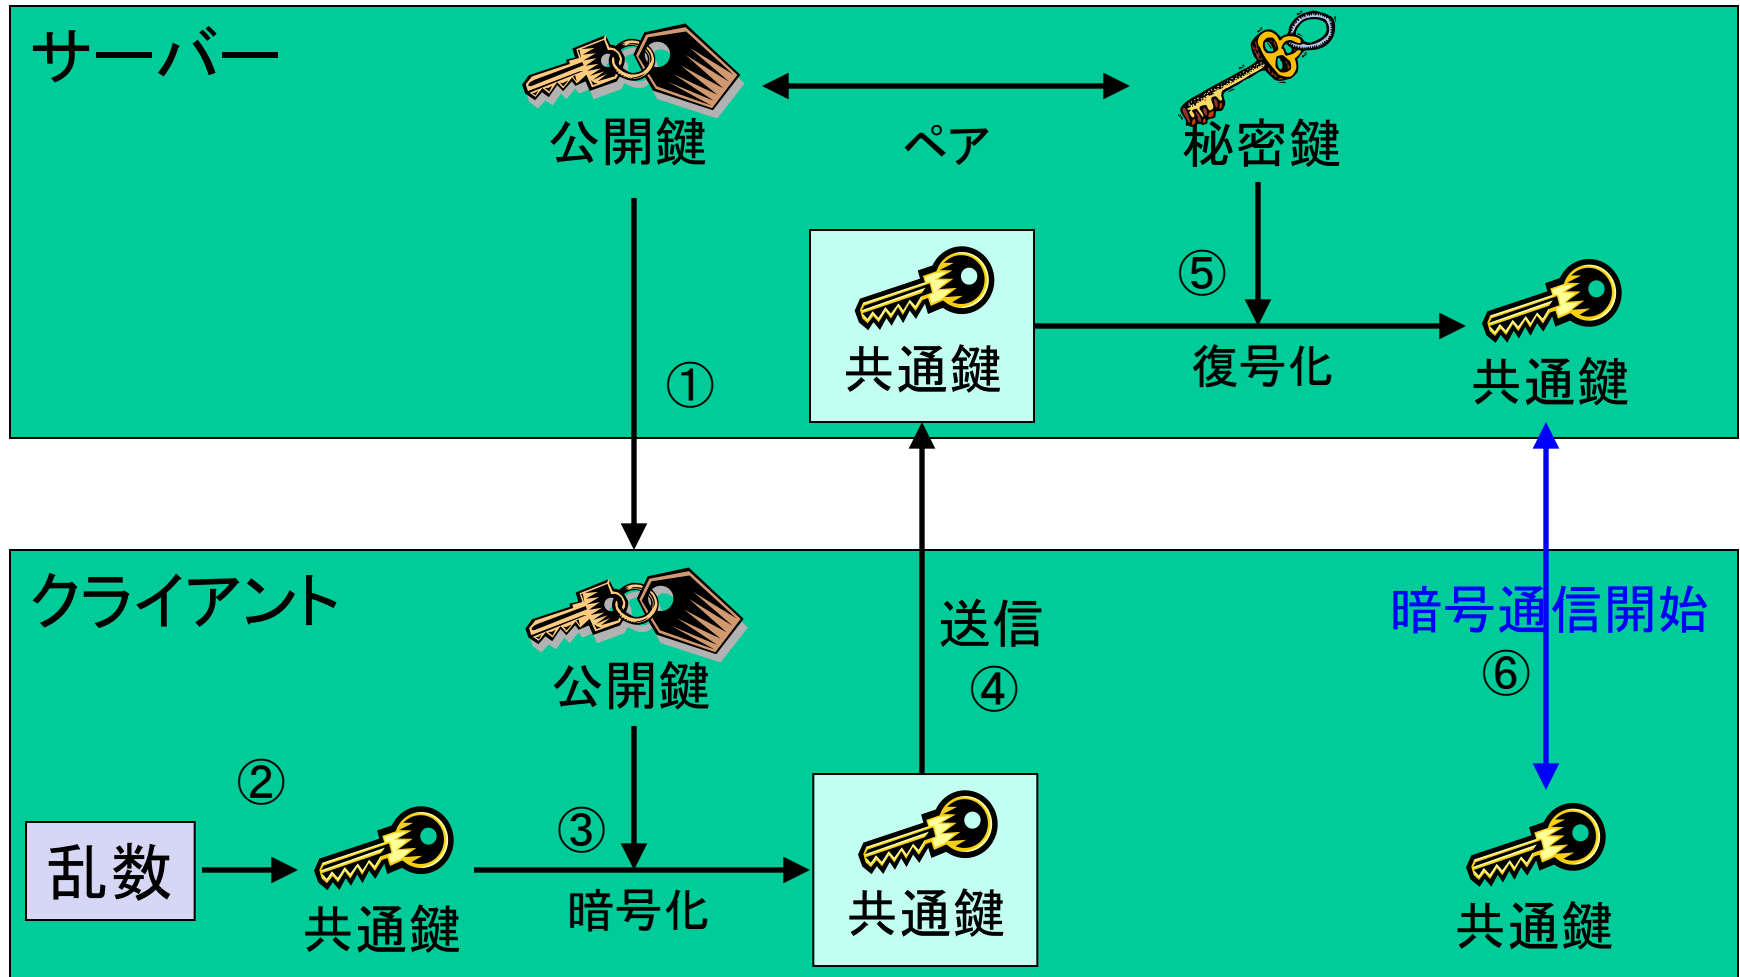 サーバー
公開鍵
ペア
秘密鍵
⑤
共通鍵
復号化
共通鍵
①
クライアント
公開鍵
送信
④
暗号通信開始
⑥
②
③
乱数
共通鍵
暗号化
共通鍵
共通鍵